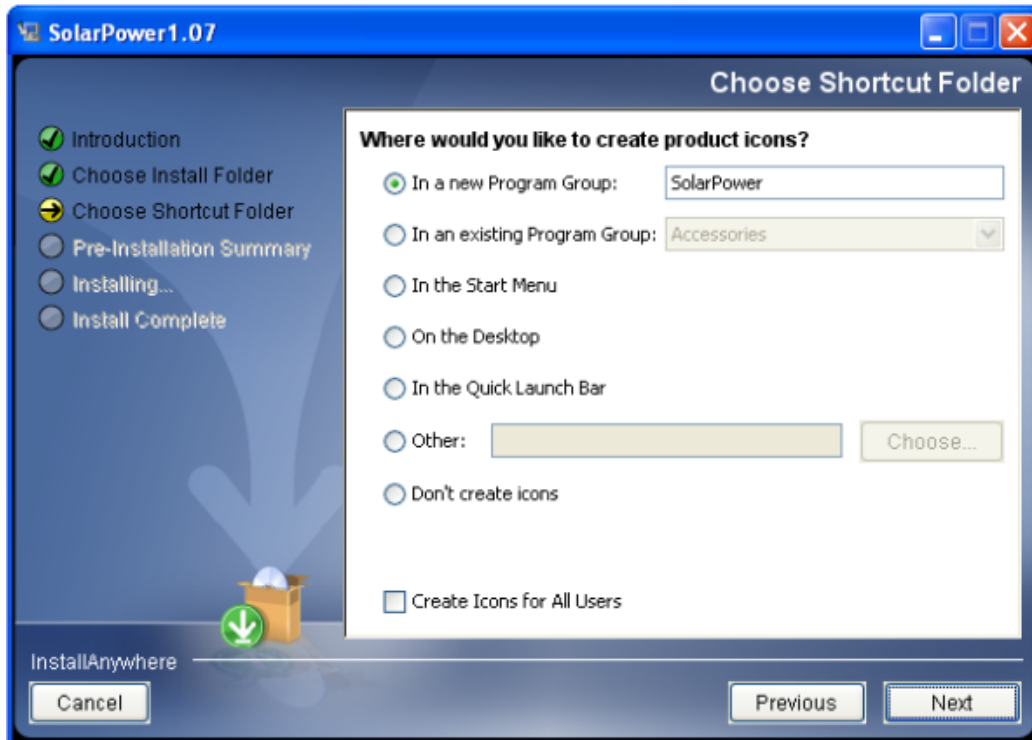 SolarPower1.07
Choose Shortcut Folder
Introduction
Choose Install Folder
Choose Shortcut Folder
Pre-Installation Summary
Installing...
Install Complete
Where would you like to create product icons?
In a new Program Group: SolarPower
In an existing Program Group: Accessories
In the Start Menu
On the Desktop
In the Quick Launch Bar
Other: Choose...
Don't create icons
Create Icons for All Users
InstallAnywhere
Cancel Previous Next